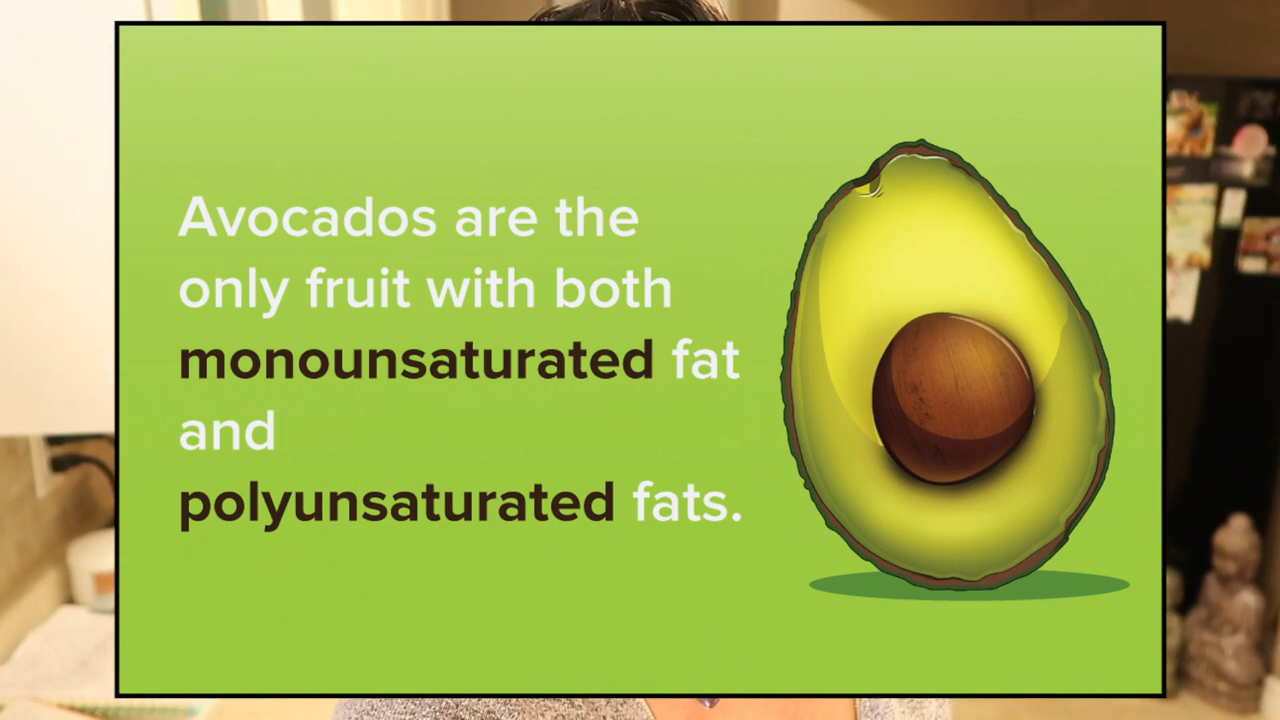 Avocados are the
only fruit with both
monounsaturated fat
and
polyunsaturated fats.